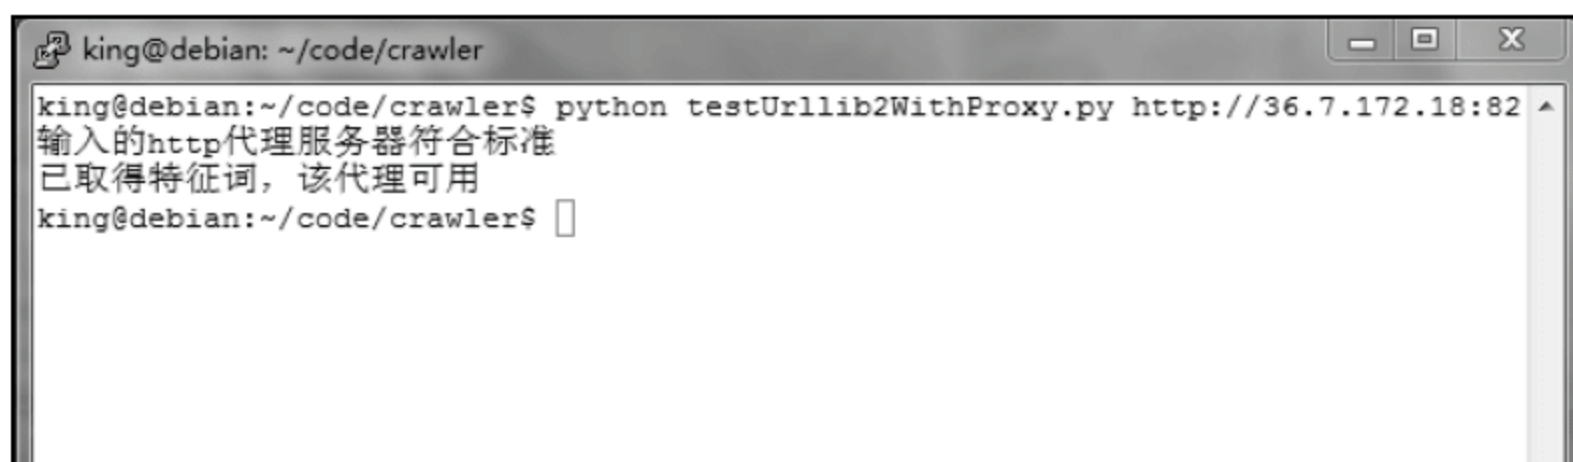 king@debian: ~/code/crawler
king@debian:~/code/crawler$ python testUrllib2WithProxy.py http://36.7.172.18:82
输入的http代理服务器符合标准
已取得特征词，该代理可用
king@debian:~/code/crawler$